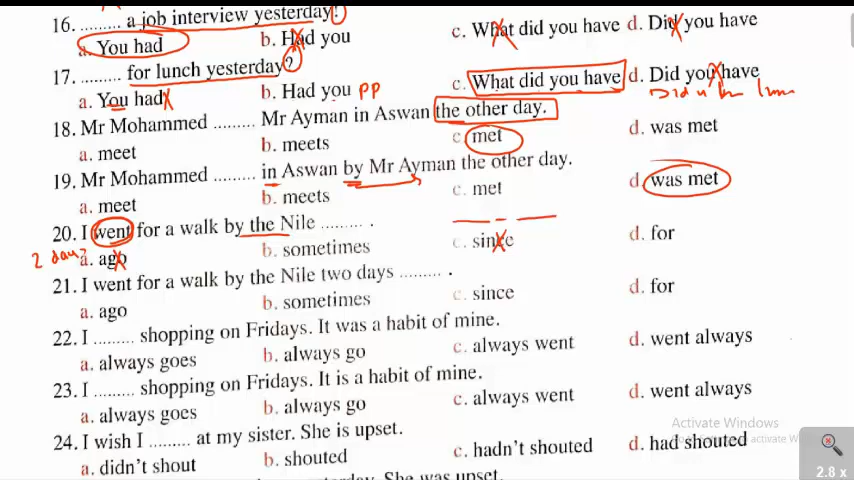 16. ......... a job interview yesterday.
a. You had b. Had you c. What did you have d. Did you have
17. ......... for lunch yesterday?
a. You had b. Had you PP c. What did you have d. Did you have
18. Mr Mohammed ......... Mr Ayman in Aswan the other day.
a. meet b. meets c. met d. was met
19. Mr Mohammed ......... in Aswan by Mr Ayman the other day.
a. meet b. meets c. met d. was met
20. I went for a walk by the Nile ......... .
2 days a. ago b. sometimes c. since d. for
21. I went for a walk by the Nile two days ......... .
a. ago b. sometimes c. since d. for
22. I ......... shopping on Fridays. It was a habit of mine.
a. always goes b. always go c. always went d. went always
23. I ......... shopping on Fridays. It is a habit of mine.
a. always goes b. always go c. always went d. went always
24. I wish I ......... at my sister. She is upset.
a. didn't shout b. shouted c. hadn't shouted d. had shouted
yesterday. She was upset.
Activate Windows
2.8 x